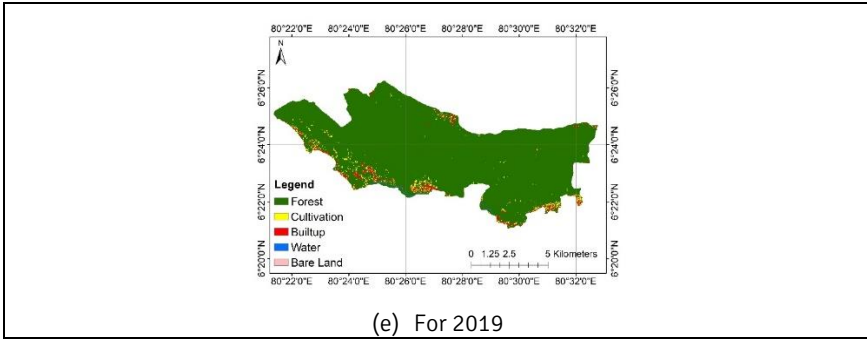 80°22'0"E 80°24'0"E 80°26'0"E 80°28'0"E 80°30'0"E 80°32'0"E
N
6°26'0"N 6°26'0"N
6°24'0"N 6°24'0"N
6°22'0"N 6°22'0"N
6°20'0"N 6°20'0"N
Legend
Forest
Cultivation
Builtup
Water
Bare Land
0 1.25 2.5 5 Kilometers
80°22'0"E 80°24'0"E 80°26'0"E 80°28'0"E 80°30'0"E 80°32'0"E
(e) For 2019